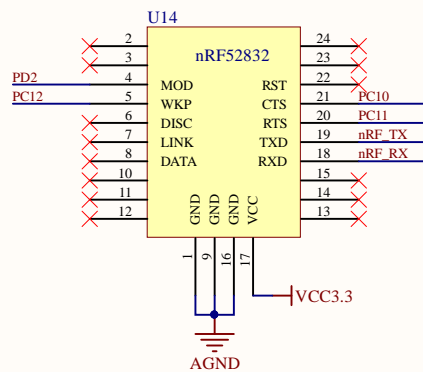 U14
nRF52832
2 24
3 23
PD2 4 MOD RST 22
PC12 5 WKP CTS 21 PC10
6 DISC RTS 20 PC11
7 LINK TXD 19 nRF_TX
8 DATA RXD 18 nRF_RX
10 15
11 14
12 13
GND GND GND VCC
1 9 16 17
VCC3.3
AGND